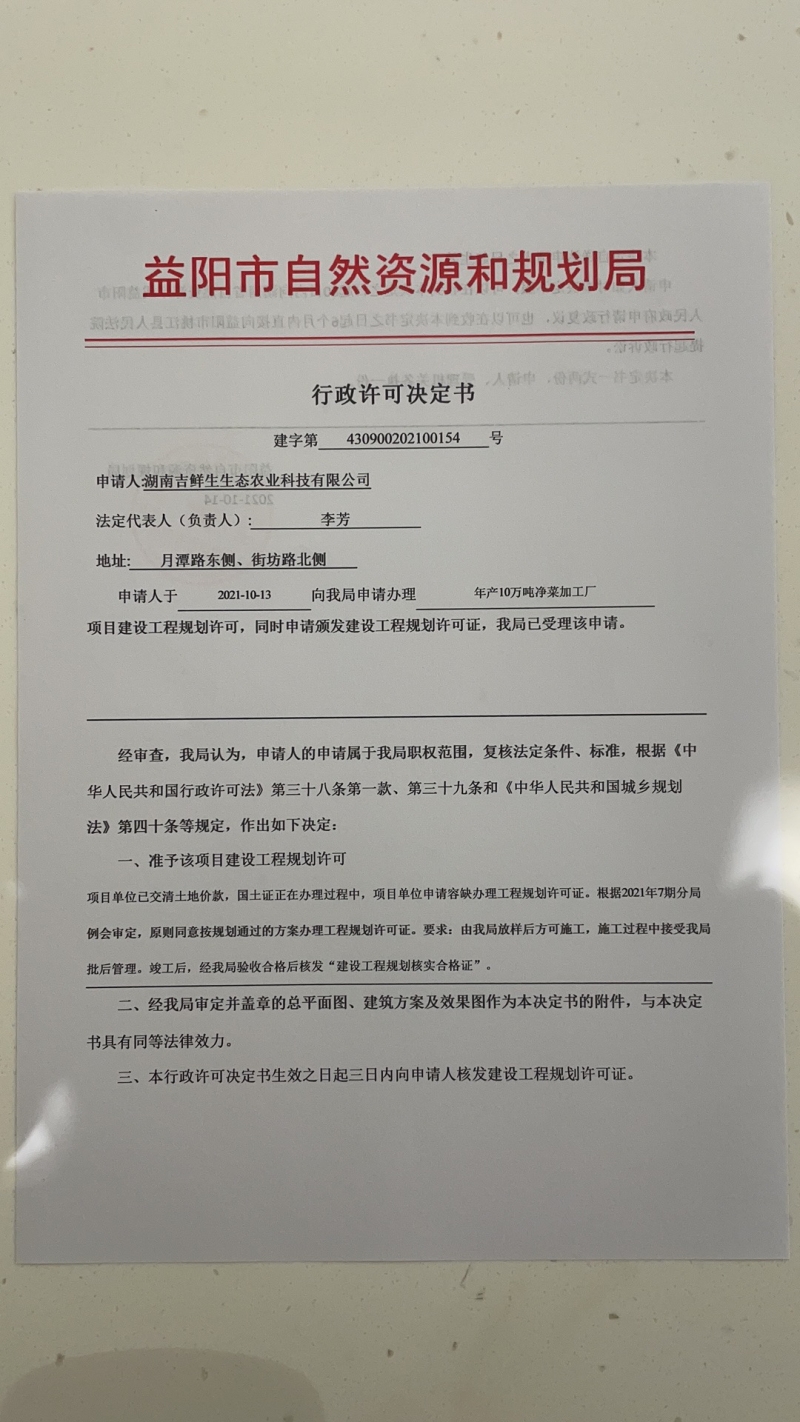 益阳市自然资源和规划局
行政许可决定书
建字第 430900202100154 号
申请人:湖南吉鲜生生态农业科技有限公司
法定代表人（负责人）: 李芳
地址: 月潭路东侧、街坊路北侧
申请人于 2021-10-13 向我局申请办理 年产10万吨净菜加工厂
项目建设工程规划许可，同时申请颁发建设工程规划许可证，我局已受理该申请。
经审查，我局认为，申请人的申请属于我局职权范围，复核法定条件、标准，根据《中
华人民共和国行政许可法》第三十八条第一款、第三十九条和《中华人民共和国城乡规划
法》第四十条等规定，作出如下决定：
一、准予该项目建设工程规划许可
项目单位已交清土地价款，国土证正在办理过程中，项目单位申请容缺办理工程规划许可证。根据2021年7期分局
例会审定，原则同意按规划通过的方案办理工程规划许可证。要求：由我局放样后方可施工，施工过程中接受我局
批后管理。竣工后，经我局验收合格后核发“建设工程规划核实合格证”。
二、经我局审定并盖章的总平面图、建筑方案及效果图作为本决定书的附件，与本决定
书具有同等法律效力。
三、本行政许可决定书生效之日起三日内向申请人核发建设工程规划许可证。